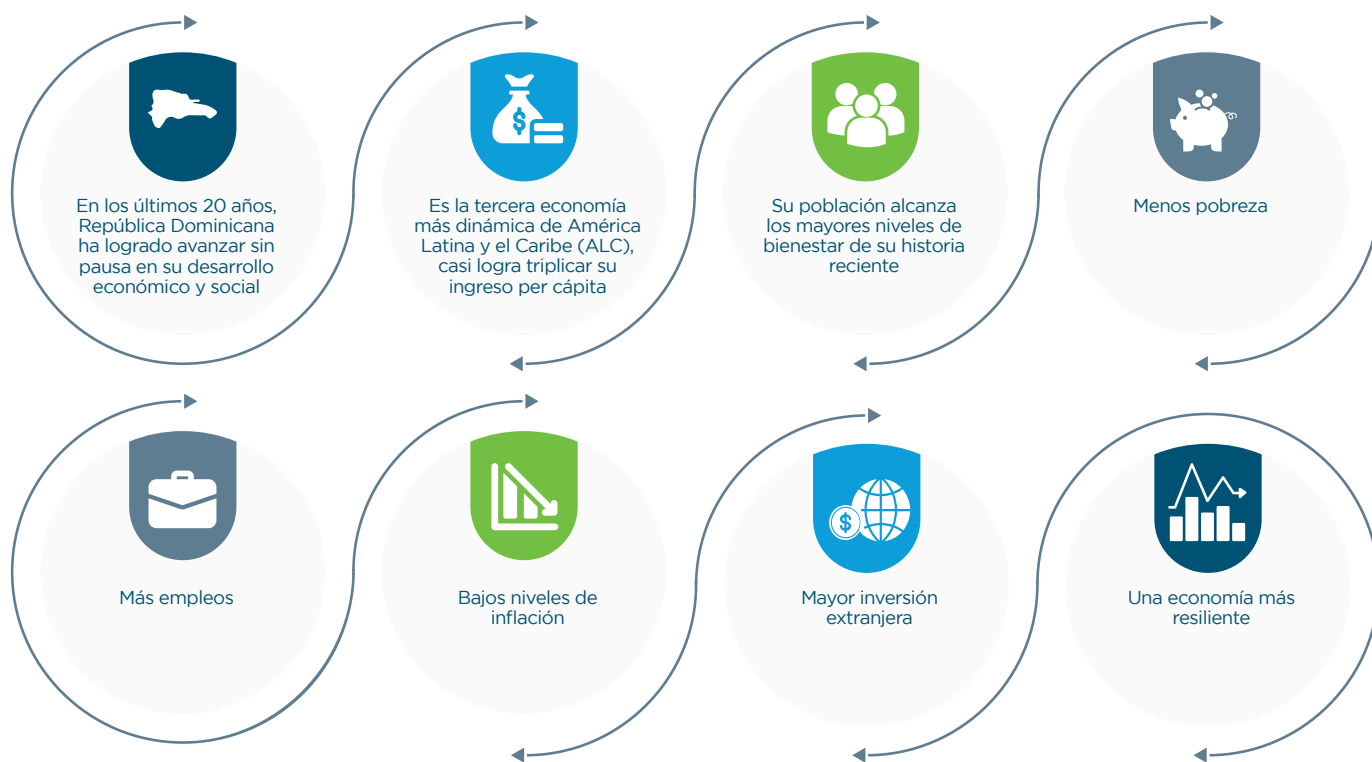 En los últimos 20 años,
República Dominicana
ha logrado avanzar sin
pausa en su desarrollo
económico y social
Es la tercera economía
más dinámica de América
Latina y el Caribe (ALC),
casi logra triplicar su
ingreso per cápita
Su población alcanza
los mayores niveles de
bienestar de su historia
reciente
Menos pobreza
Más empleos
Bajos niveles de
inflación
Mayor inversión
extranjera
Una economía más
resiliente